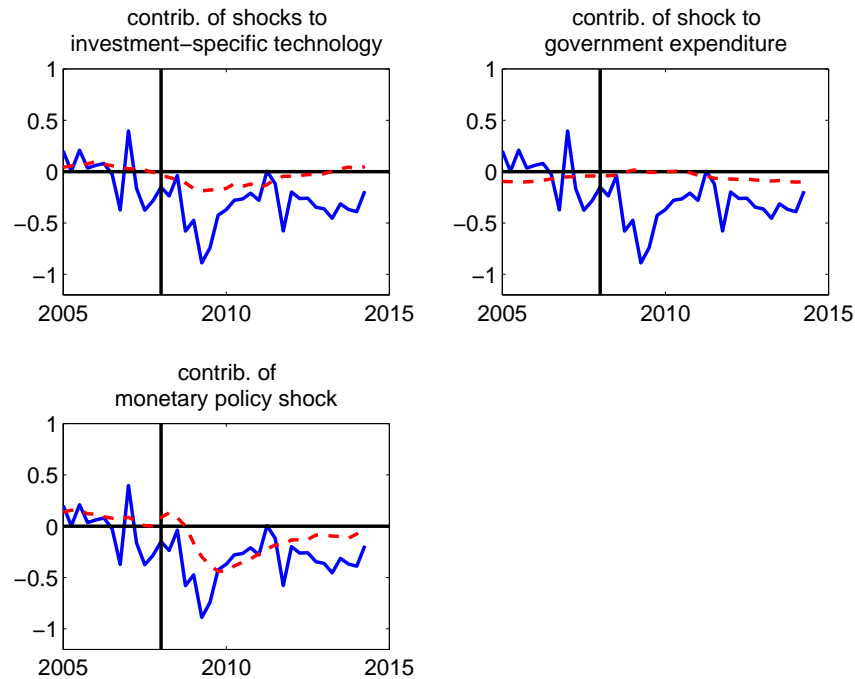 contrib. of shocks to
investment−specific technology
1
0.5
0
−0.5
−1
2005 2010 2015
contrib. of shock to
government expenditure
1
0.5
0
−0.5
−1
2005 2010 2015
contrib. of
monetary policy shock
1
0.5
0
−0.5
−1
2005 2010 2015